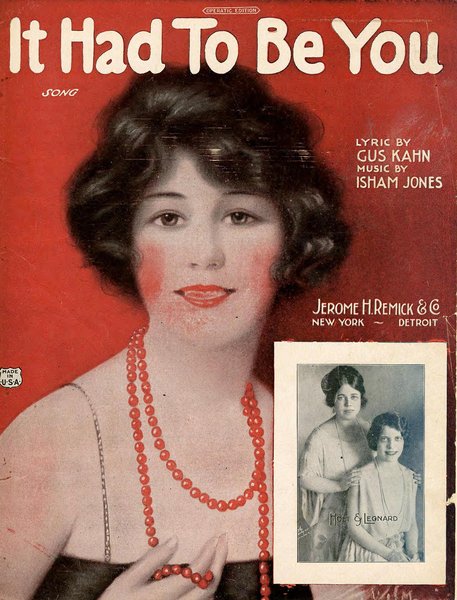 OPERATIC EDITION
It Had To Be You
SONG
LYRIC BY
GUS KAHN
MUSIC BY
ISHAM JONES
JEROME H. REMICK & CO
NEW YORK ~ DETROIT
MADE
IN
U.S.A
HOLT & LEONARD